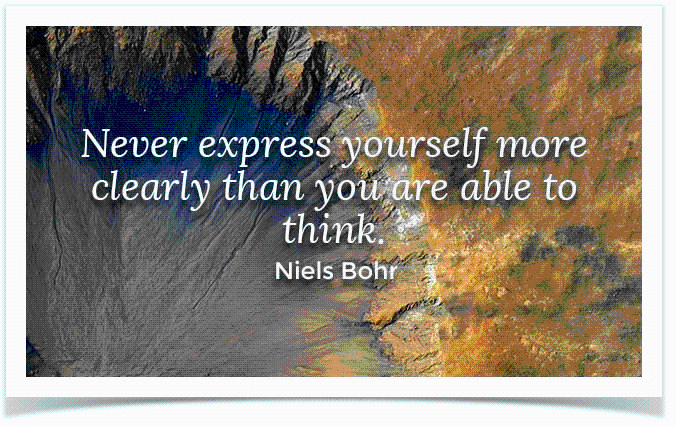 Never express yourself more
clearly than you are able to
think.
Niels Bohr